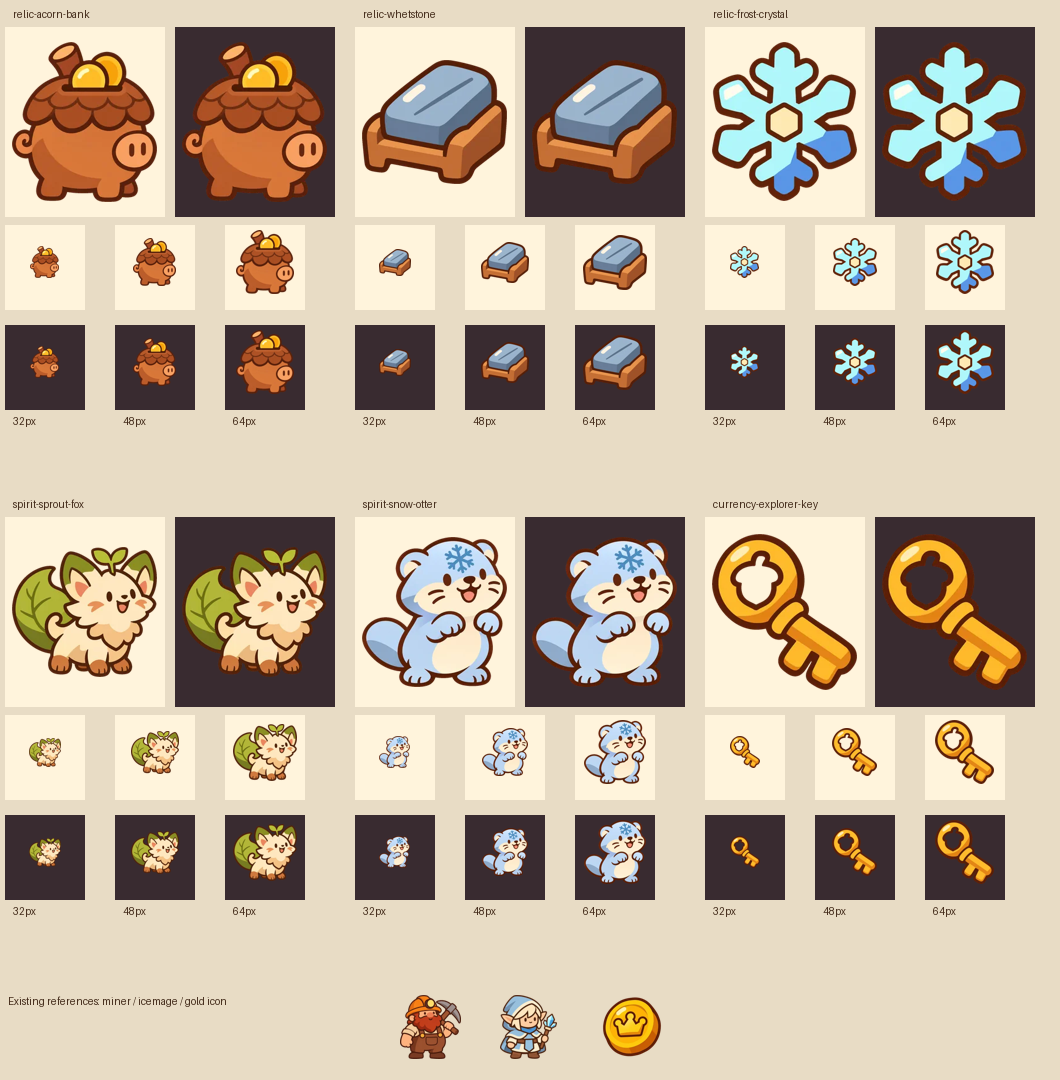 relic-acorn-bank
relic-whetstone
relic-frost-crystal
32px
48px
64px
32px
48px
64px
32px
48px
64px
spirit-sprout-fox
spirit-snow-otter
currency-explorer-key
32px
48px
64px
32px
48px
64px
32px
48px
64px
Existing references: miner / icemage / gold icon